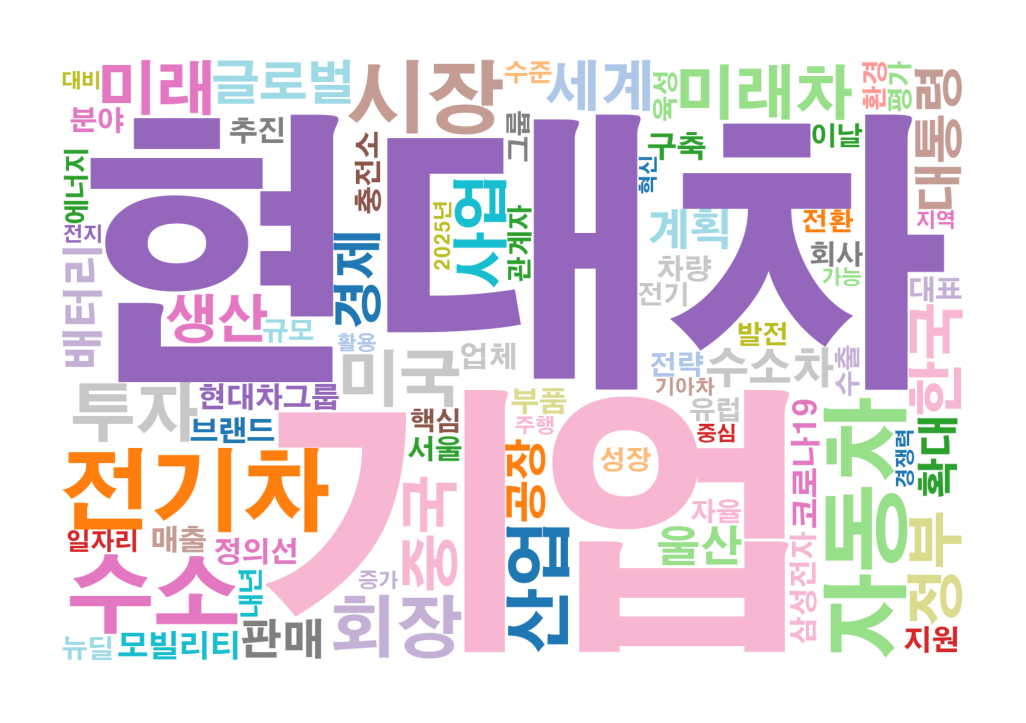 대비
미래
글로벌
시장
수준
세계
육성
미래차
환경
평가
대통령
분야
추진
충전소
그룹
구축
혁신
이날
에너지
현대차
전지
2025년
사업
관계자
계획
전환
지역
회사
차량
가능
배터리
경제
전기
대표
생산
규모
활용
미국
업체
발전
전략
수소차
수출
한국
기아차
투자
현대차그룹
핵심
부품
유럽
브랜드
주행
서울
중심
코로나19
경쟁력
확대
전기차
기업
중국
공장
성장
자동차
일자리
매출
정의선
자율
울산
정부
수소
내년
증가
산업
삼성전자
회장
뉴딜
모빌리티
판매
지원